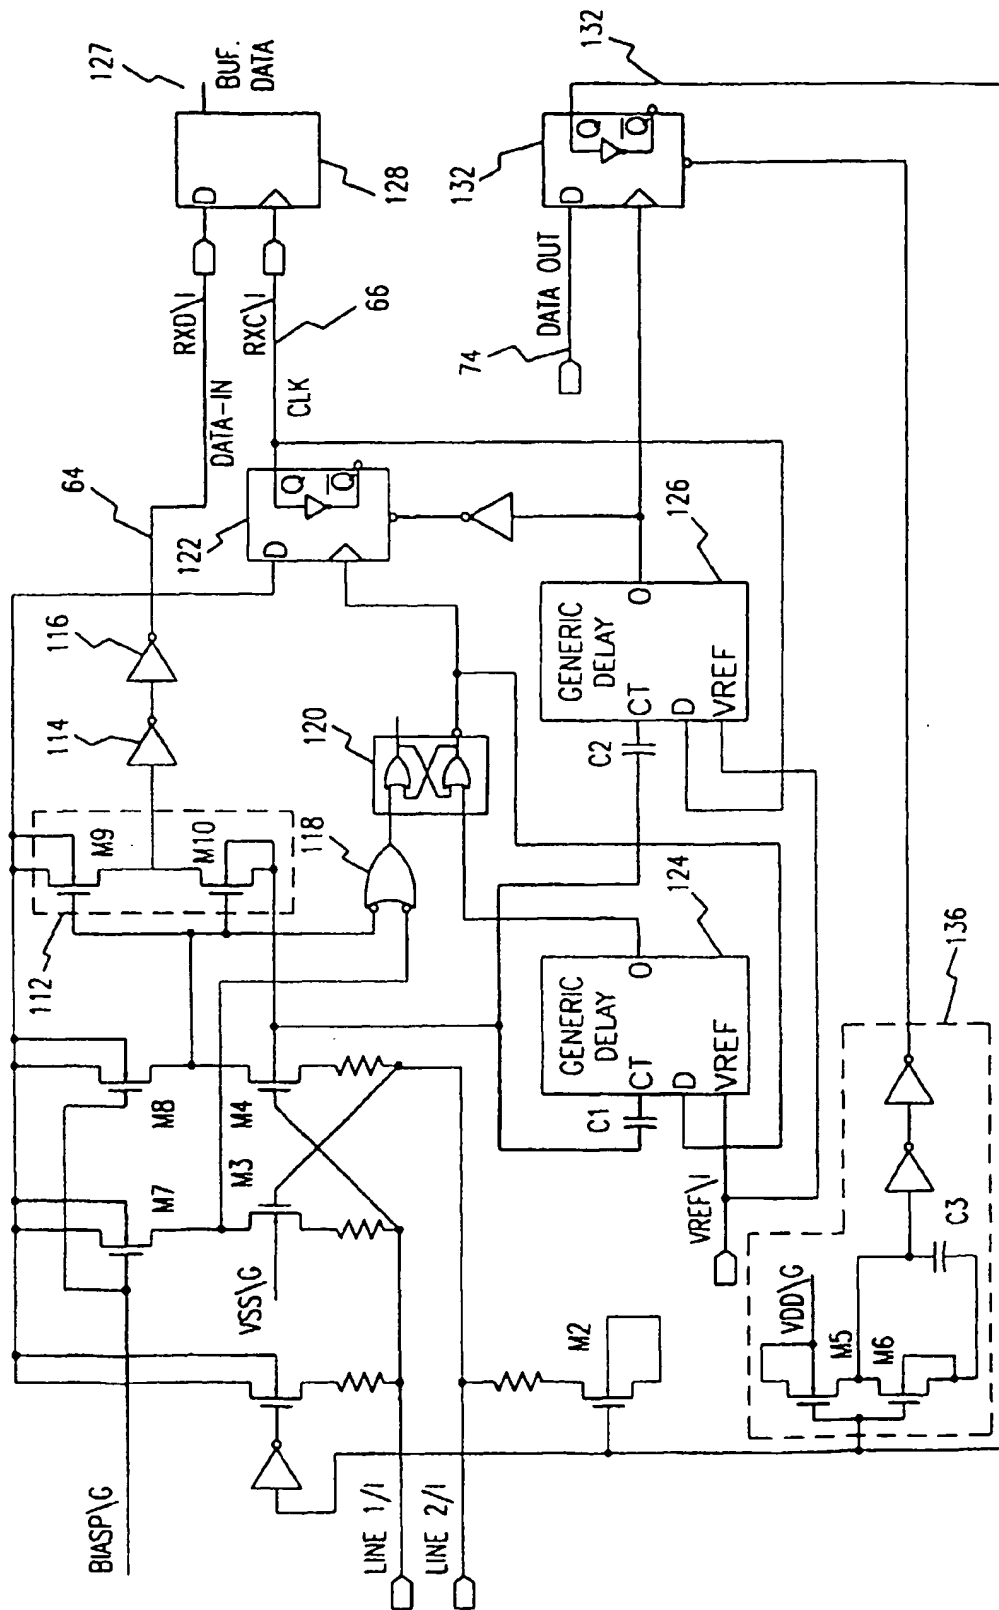 127
BUF.
DATA
D
128
RXD\I
DATA-IN
64
RXC\I
66
CLK
122
D
Q
Q
116
114
112
M9
M10
118
120
M8
M4
M7
M3
VSS\G
BIASP\G
LINE 1/I
LINE 2/I
M2
132
132
D
Q
Q
74
DATA OUT
126
GENERIC
DELAY
CT
D
VREF
O
C2
124
GENERIC
DELAY
CT
D
VREF
O
C1
VREF\I
136
VDD\G
M5
M6
C3